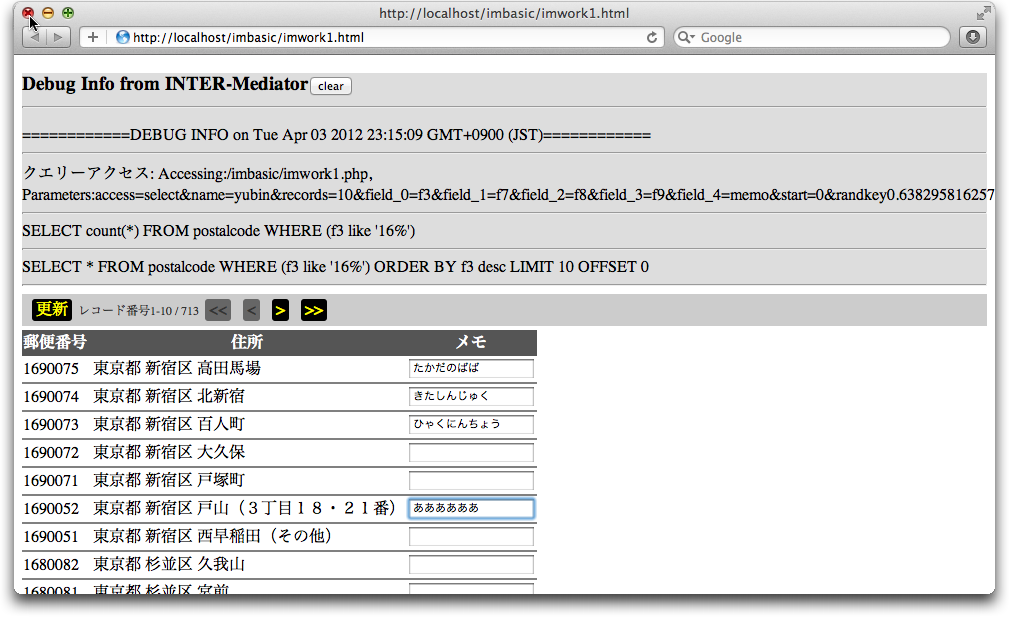 http://localhost/imbasic/imwork1.html
http://localhost/imbasic/imwork1.html
Google
Debug Info from INTER-Mediator clear
============DEBUG INFO on Tue Apr 03 2012 23:15:09 GMT+0900 (JST)============
クエリーアクセス: Accessing:/imbasic/imwork1.php,
Parameters:access=select&name=yubin&records=10&field_0=f3&field_1=f7&field_2=f8&field_3=f9&field_4=memo&start=0&randkey0.638295816257
SELECT count(*) FROM postalcode WHERE (f3 like '16%')
SELECT * FROM postalcode WHERE (f3 like '16%') ORDER BY f3 desc LIMIT 10 OFFSET 0
更新 レコード番号1-10 / 713 << < > >>
郵便番号 住所 メモ
1690075 東京都 新宿区 高田馬場 たかだのばば
1690074 東京都 新宿区 北新宿 きたしんじゅく
1690073 東京都 新宿区 百人町 ひゃくにんちょう
1690072 東京都 新宿区 大久保
1690071 東京都 新宿区 戸塚町
1690052 東京都 新宿区 戸山（３丁目１８・２１番） ああああああ
1690051 東京都 新宿区 西早稲田（その他）
1680082 東京都 杉並区 久我山
1680081 東京都 杉並区 宮前